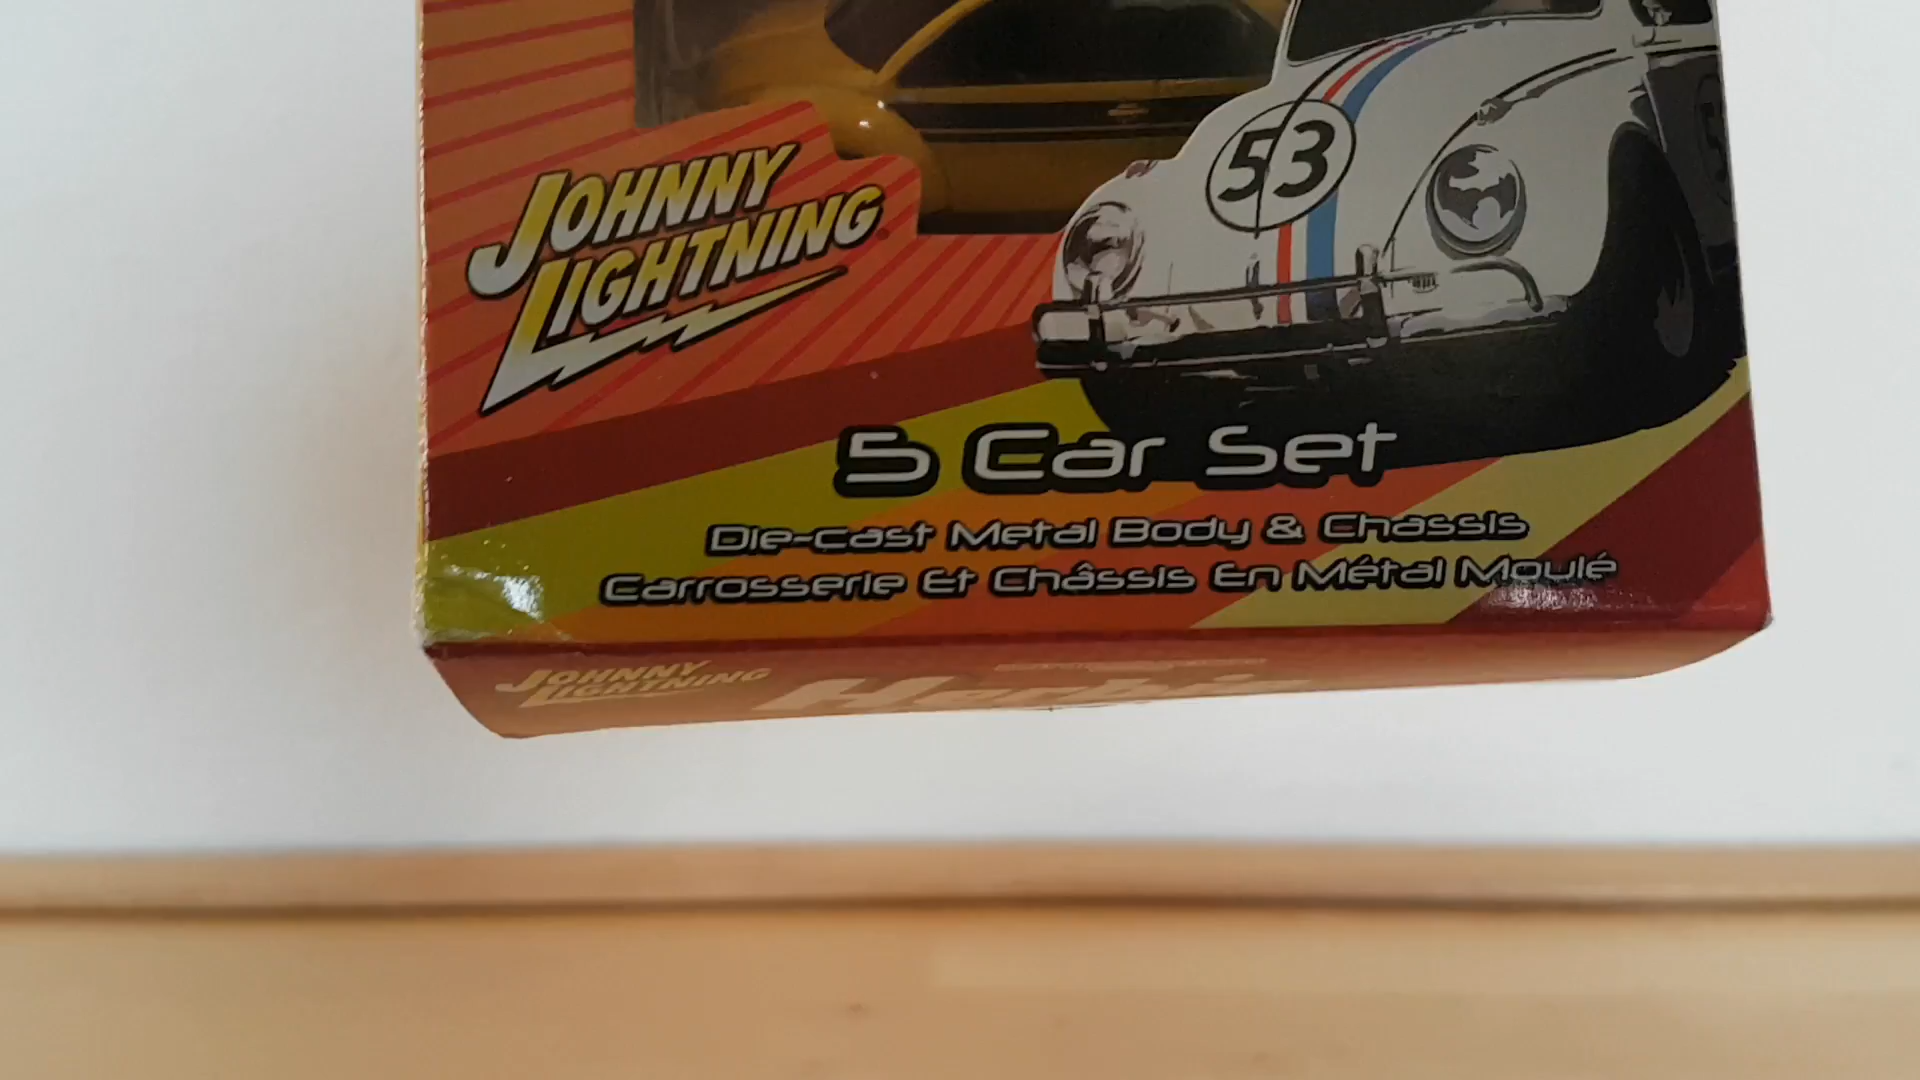 53
JOHNNY
LIGHTNING
5 Car Set
Die-cast Metal Body & Chassis
Carrosserie Et Châssis En Métal Moulé
JOHNNY
LIGHTNING
Herbie